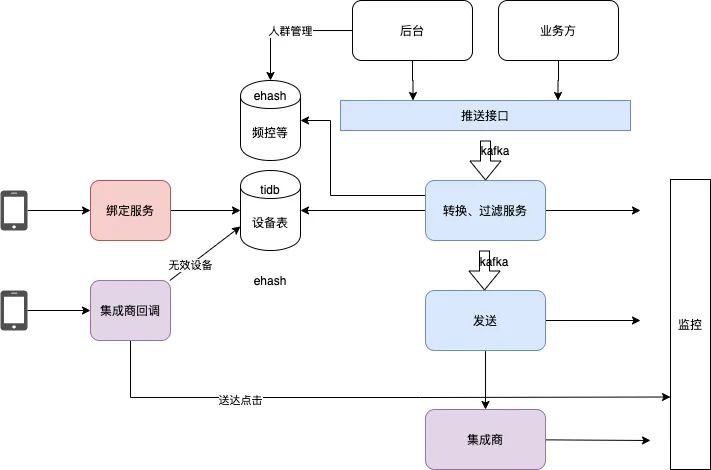 人群管理
后台
业务方
ehash
频控等
推送接口
kafka
绑定服务
tidb
设备表
转换、过滤服务
无效设备
kafka
ehash
集成商回调
发送
监控
送达点击
集成商